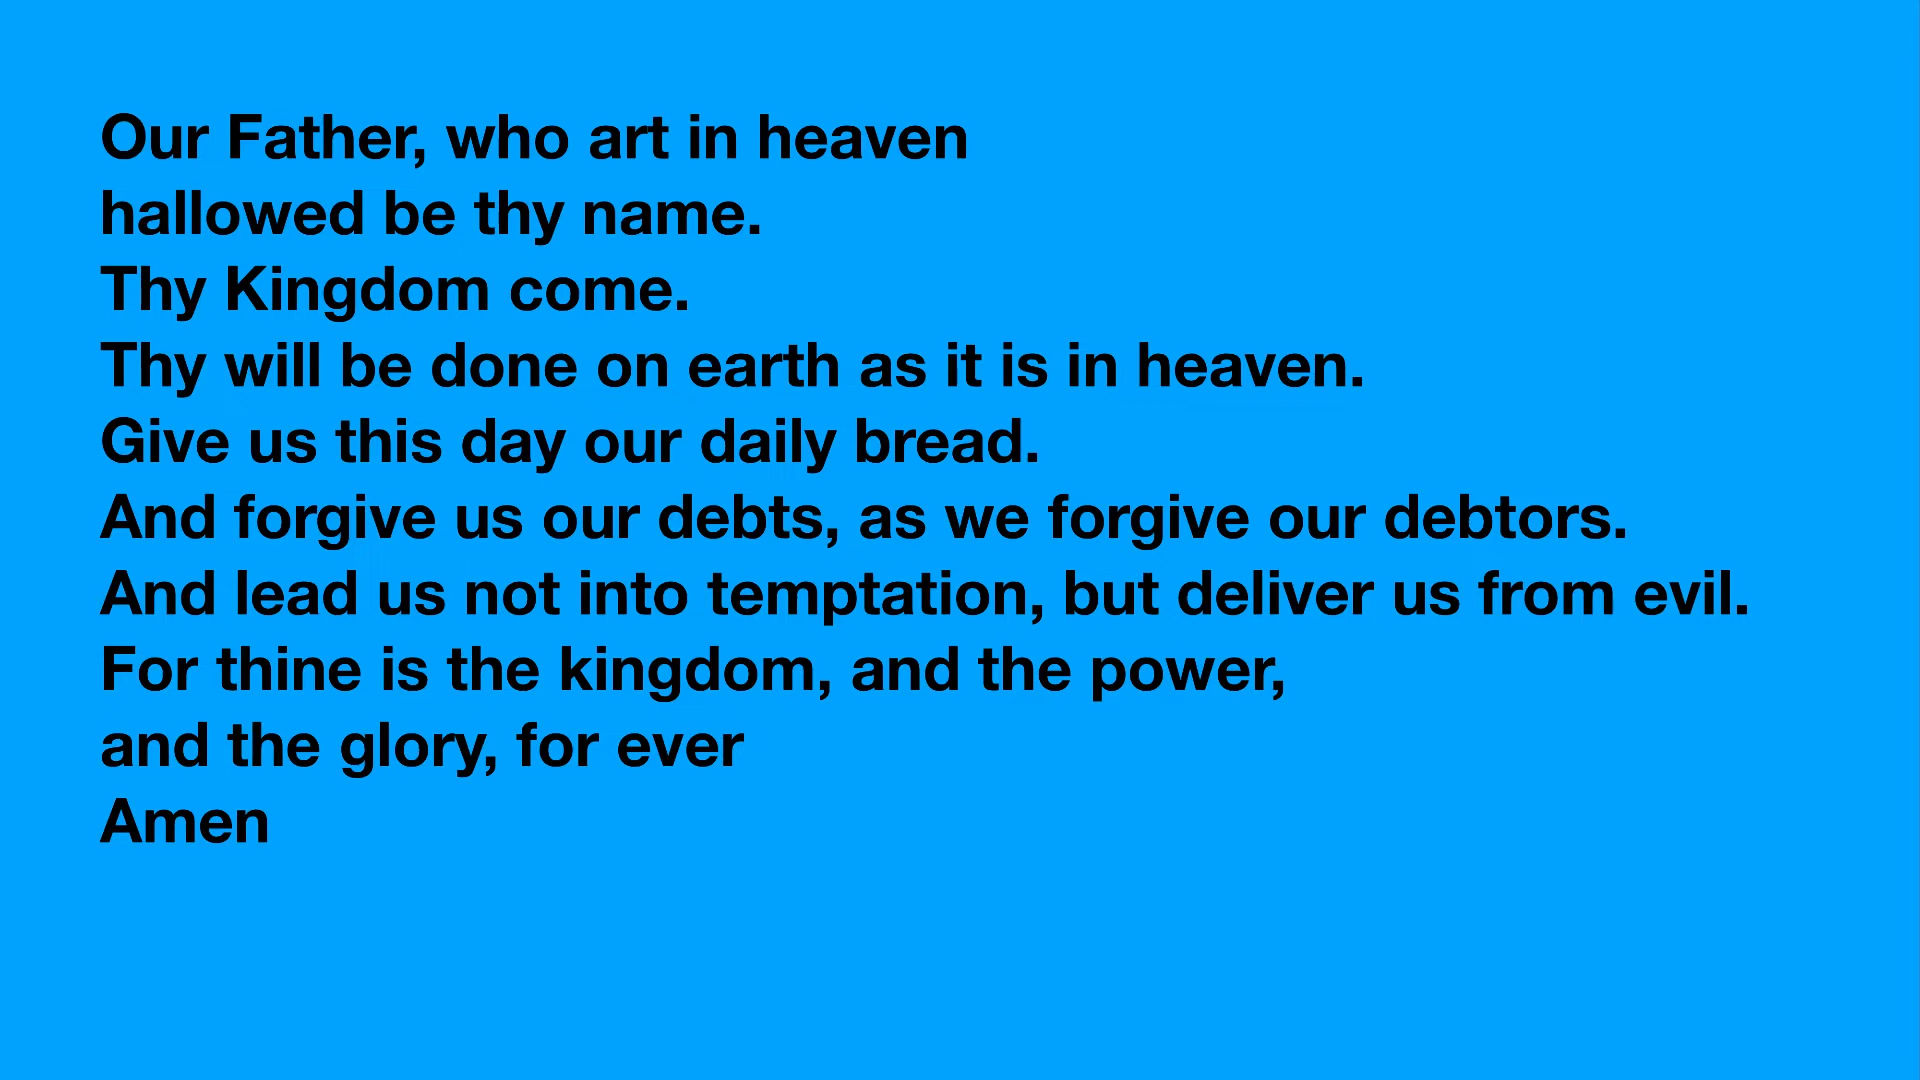 Our Father, who art in heaven
hallowed be thy name.
Thy Kingdom come.
Thy will be done on earth as it is in heaven.
Give us this day our daily bread.
And forgive us our debts, as we forgive our debtors.
And lead us not into temptation, but deliver us from evil.
For thine is the kingdom, and the power,
and the glory, for ever
Amen